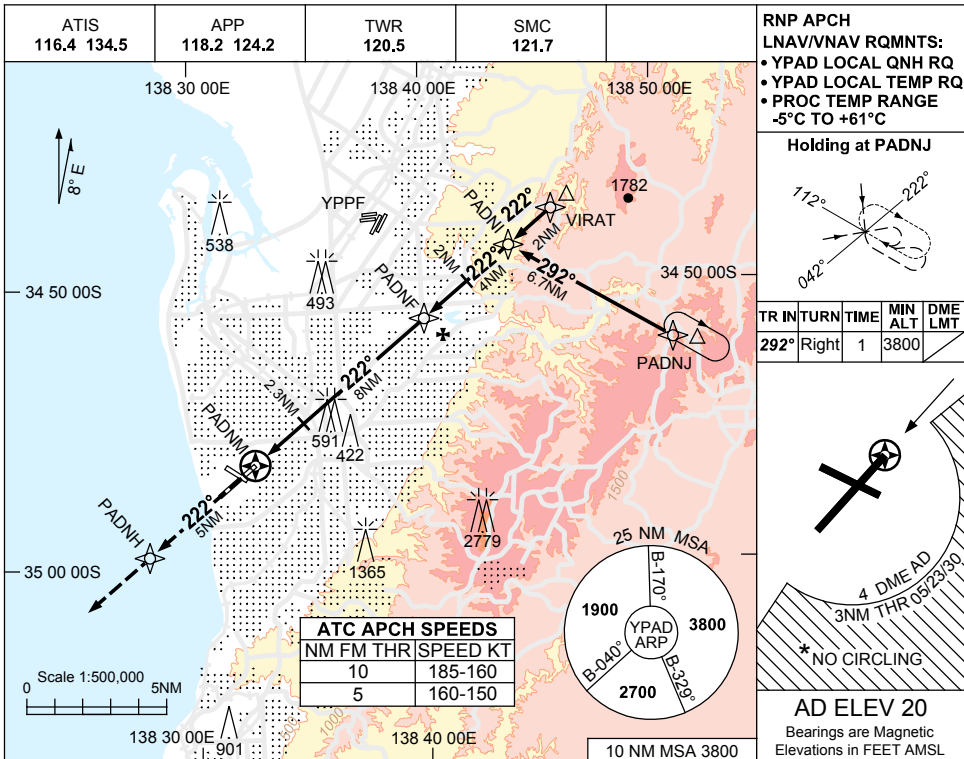 ATIS
116.4 134.5
APP
118.2 124.2
TWR
120.5
SMC
121.7
RNP APCH
LNAV/VNAV RQMNTS:
• YPAD LOCAL QNH RQ
• YPAD LOCAL TEMP RQ
• PROC TEMP RANGE
-5°C TO +61°C
138 30 00E
138 40 00E
138 50 00E
8° E
538
YPPF
493
PADNI
222°
VIRAT
2NM
1782
2NM
222°
4NM
292°
6.7NM
34 50 00S
34 50 00S
PADNF
PADNJ
222°
8NM
2.3NM
591
422
PADNM
222°
5NM
PADNH
35 00 00S
1365
2779
1500
500
1000
901
Holding at PADNJ
112°
222°
042°
TR IN TURN TIME MIN ALT DME LMT
292° Right 1 3800
4 DME AD
3NM THR 05/23/30
* NO CIRCLING
25 NM MSA
B-170°
1900
YPAD
ARP
3800
B-040°
B-329°
2700
ATC APCH SPEEDS
NM FM THR SPEED KT
10 185-160
5 160-150
Scale 1:500,000
0 5NM
138 30 00E
138 40 00E
10 NM MSA 3800
AD ELEV 20
Bearings are Magnetic
Elevations in FEET AMSL